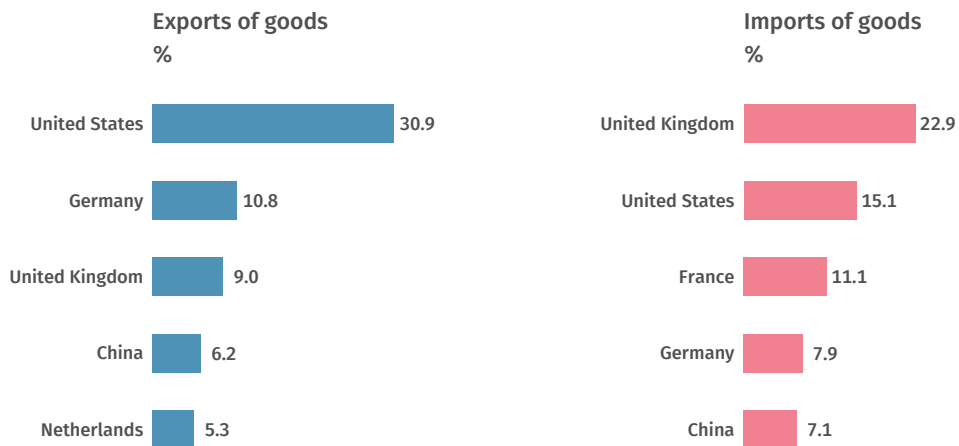 Exports of goods
%
United States 30.9
Germany 10.8
United Kingdom 9.0
China 6.2
Netherlands 5.3
Imports of goods
%
United Kingdom 22.9
United States 15.1
France 11.1
Germany 7.9
China 7.1